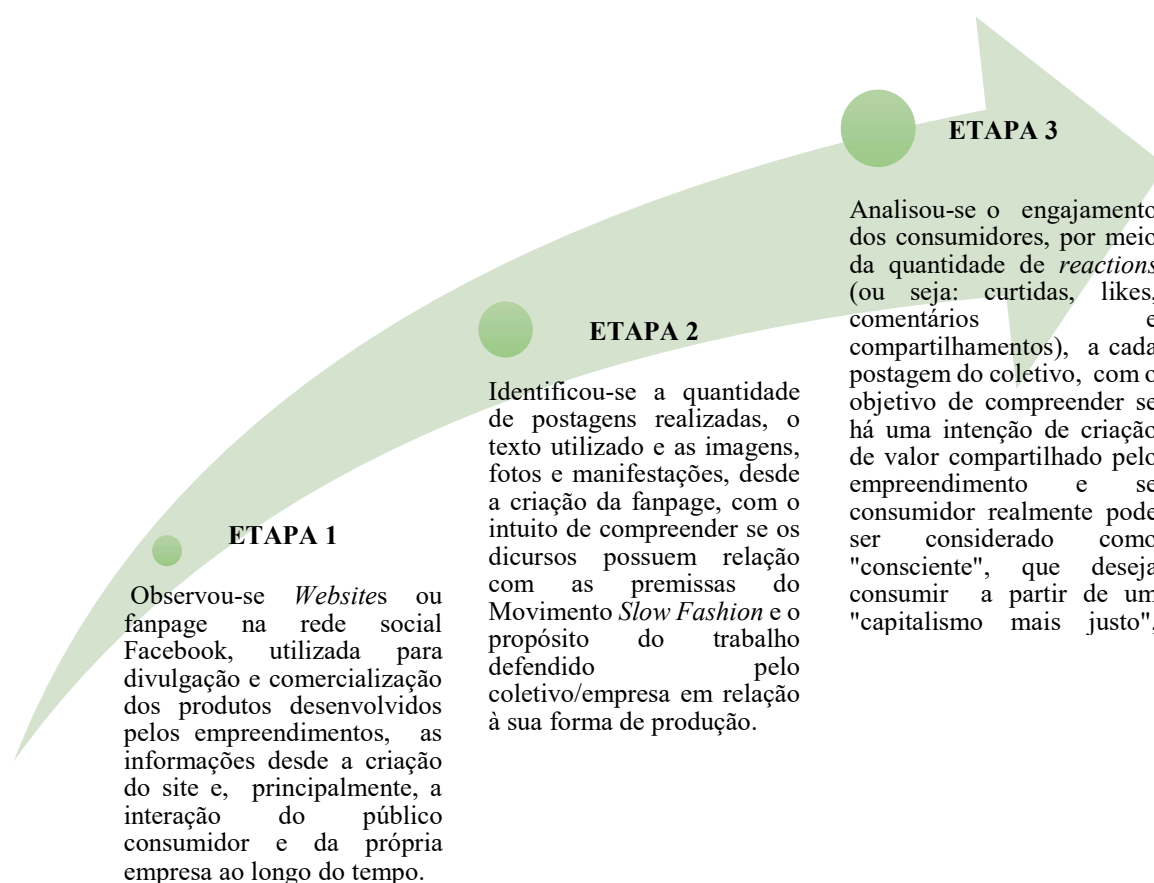 ETAPA 1
Observou-se Websites ou
fanpage na rede social
Facebook, utilizada para
divulgação e comercialização
dos produtos desenvolvidos
pelos empreendimentos, as
informações desde a criação
do site e, principalmente, a
interação do público
consumidor e da própria
empresa ao longo do tempo.
ETAPA 2
Identificou-se a quantidade
de postagens realizadas, o
texto utilizado e as imagens,
fotos e manifestações, desde
a criação da fanpage, com o
intuito de compreender se os
dicursos possuem relação
com as premissas do
Movimento Slow Fashion e o
propósito do trabalho
defendido pelo
coletivo/empresa em relação
à sua forma de produção.
ETAPA 3
Analisou-se o engajamento
dos consumidores, por meio
da quantidade de reactions
(ou seja: curtidas, likes,
comentários e
compartilhamentos), a cada
postagem do coletivo, com o
objetivo de compreender se
há uma intenção de criação
de valor compartilhado pelo
empreendimento e se
consumidor realmente pode
ser considerado como
"consciente", que deseja
consumir a partir de um
"capitalismo mais justo",